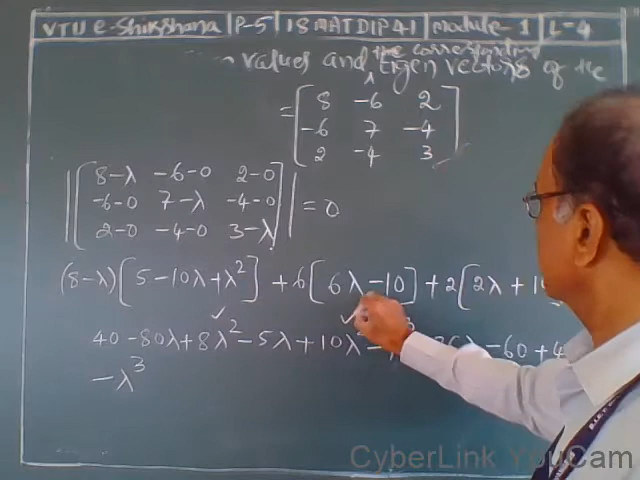 VTU e-Shikshana P-5 18MATDIP41 Module-1 L-4
the corresponding
values and Eigen vectors of the
= [ 8 -6 2
-6 7 -4
2 -4 3 ]
| [ 8-λ -6-0 2-0
-6-0 7-λ -4-0
2-0 -4-0 3-λ ] | = 0
(8-λ)[5-10λ+λ²] + 6[6λ-10] + 2[2λ+1
40-80λ+8λ²-5λ+10λ² λ-60+4
-λ³
CyberLink YouCam